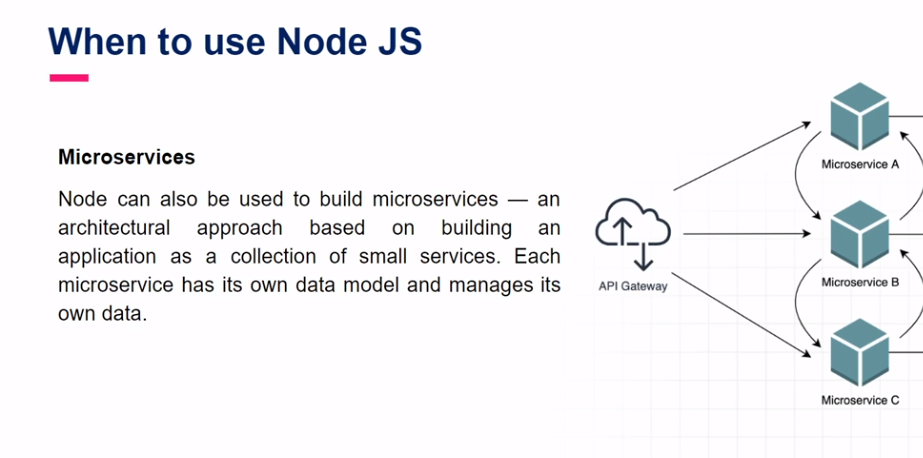 When to use Node JS
Microservices
Node can also be used to build microservices — an
architectural approach based on building an
application as a collection of small services. Each
microservice has its own data model and manages its
own data.
API Gateway
Microservice A
Microservice B
Microservice C